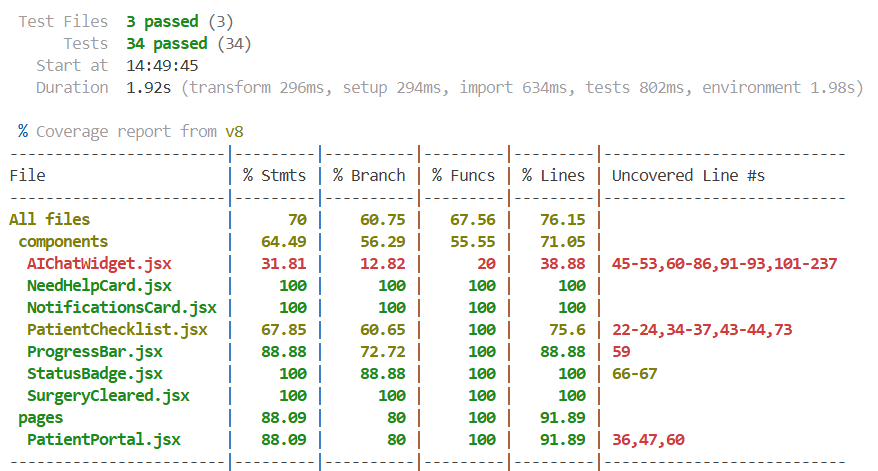 Test Files  3 passed (3)
     Tests  34 passed (34)
  Start at  14:49:45
  Duration  1.92s (transform 296ms, setup 294ms, import 634ms, tests 802ms, environment 1.98s)
% Coverage report from v8
------------------------|---------|----------|---------|---------|---------------------------
File                    | % Stmts | % Branch | % Funcs | % Lines | Uncovered Line #s
------------------------|---------|----------|---------|---------|---------------------------
All files               |      70 |    60.75 |   67.56 |   76.15 |
 components             |   64.49 |    56.29 |   55.55 |   71.05 |
  AIChatWidget.jsx      |   31.81 |    12.82 |      20 |   38.88 | 45-53,60-86,91-93,101-237
  NeedHelpCard.jsx      |     100 |      100 |     100 |     100 |
  NotificationsCard.jsx |     100 |      100 |     100 |     100 |
  PatientChecklist.jsx  |   67.85 |    60.65 |     100 |    75.6 | 22-24,34-37,43-44,73
  ProgressBar.jsx       |   88.88 |    72.72 |     100 |   88.88 | 59
  StatusBadge.jsx       |     100 |    88.88 |     100 |     100 | 66-67
  SurgeryCleared.jsx    |     100 |      100 |     100 |     100 |
 pages                  |   88.09 |       80 |     100 |   91.89 |
  PatientPortal.jsx     |   88.09 |       80 |     100 |   91.89 | 36,47,60
------------------------|---------|----------|---------|---------|---------------------------